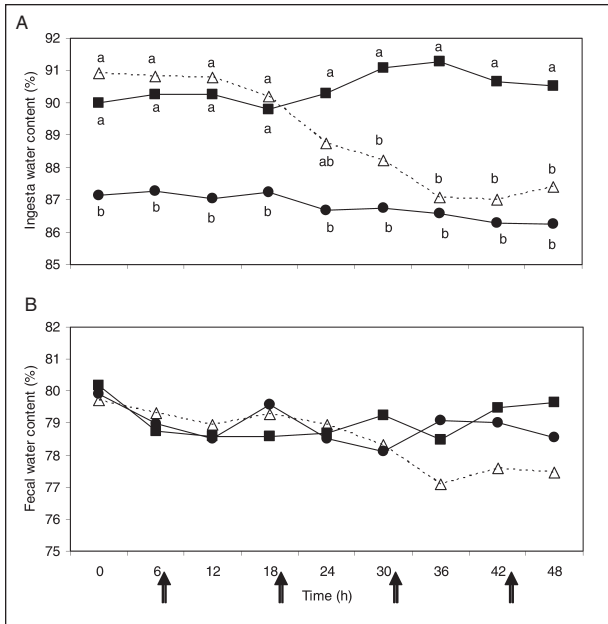 A
Ingesta water content (%)
92
91
90
89
88
87
86
85
a a a a a a a a a
a a a a ab b b b b
b b b b b b b b b
B
Fecal water content (%)
82
81
80
79
78
77
76
75
0 6 12 18 24 30 36 42 48
Time (h)